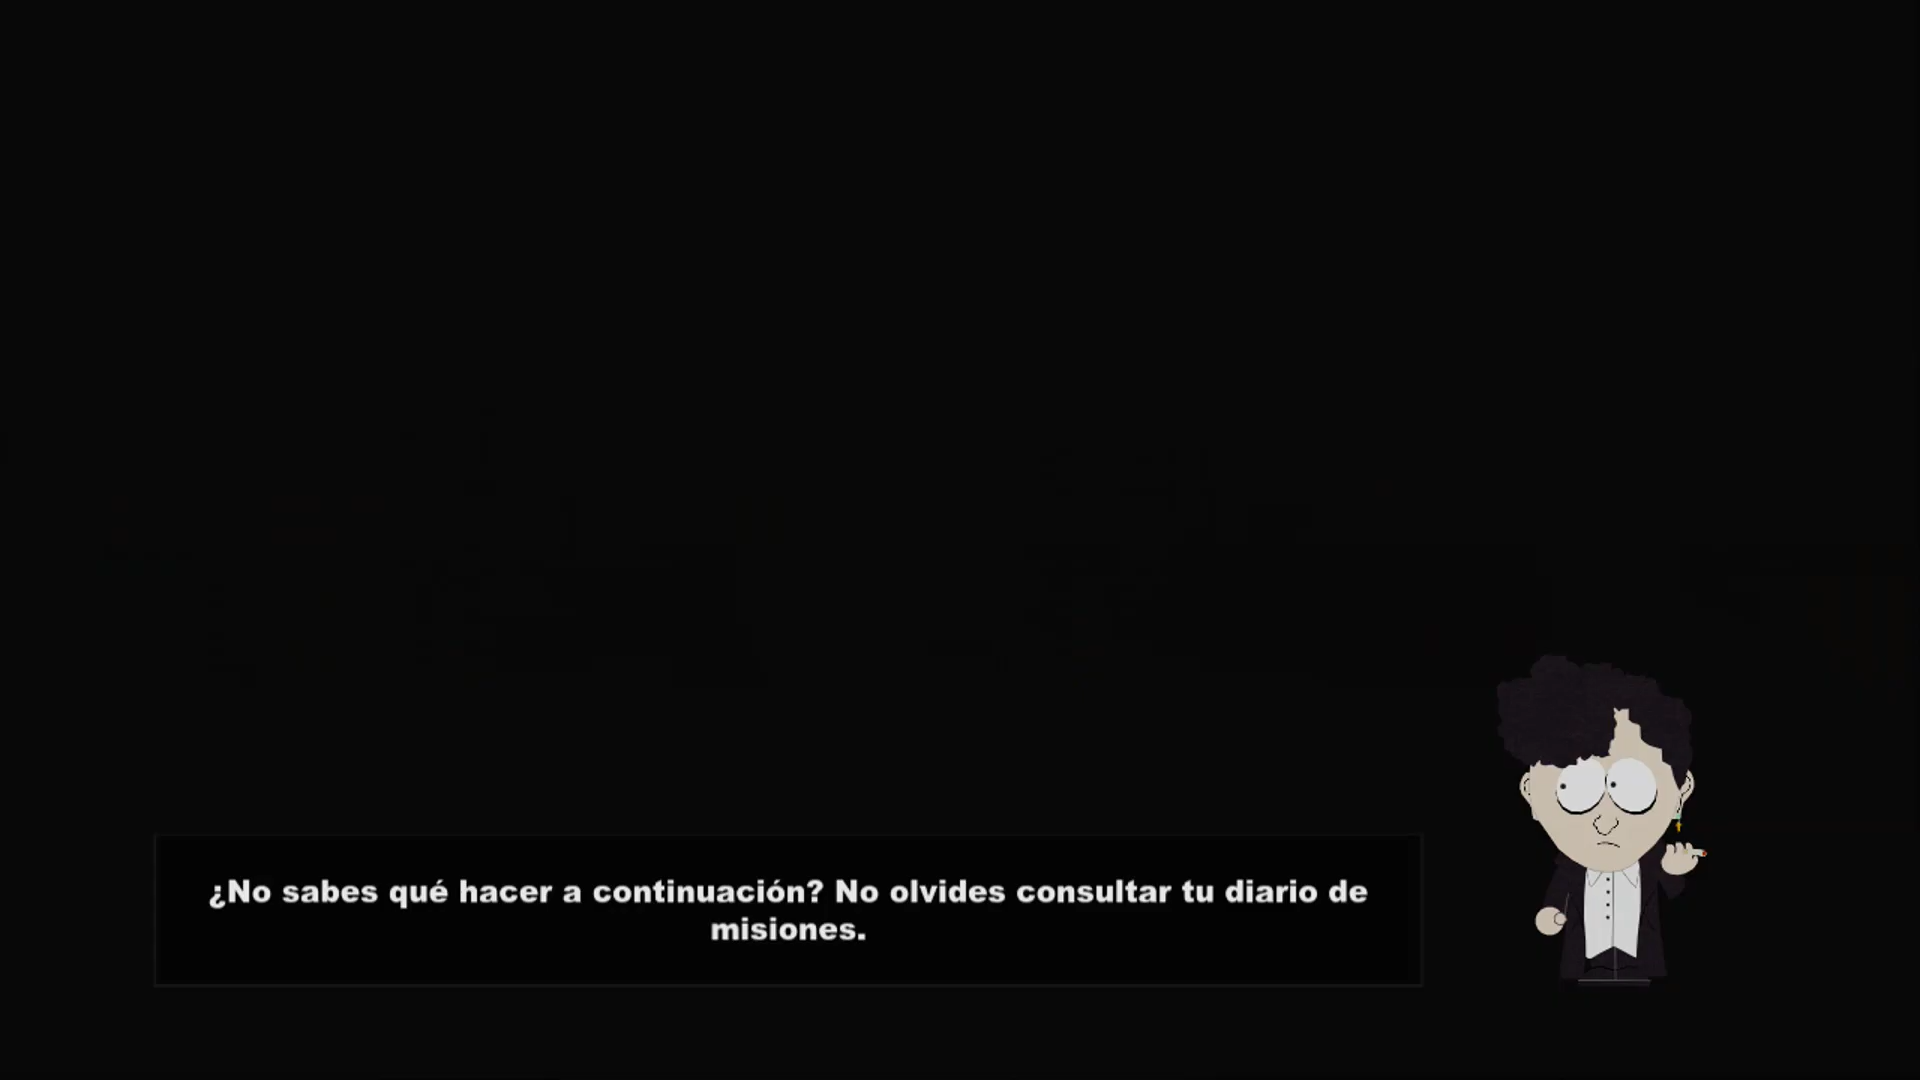 ¿No sabes qué hacer a continuación? No olvides consultar tu diario de
misiones.